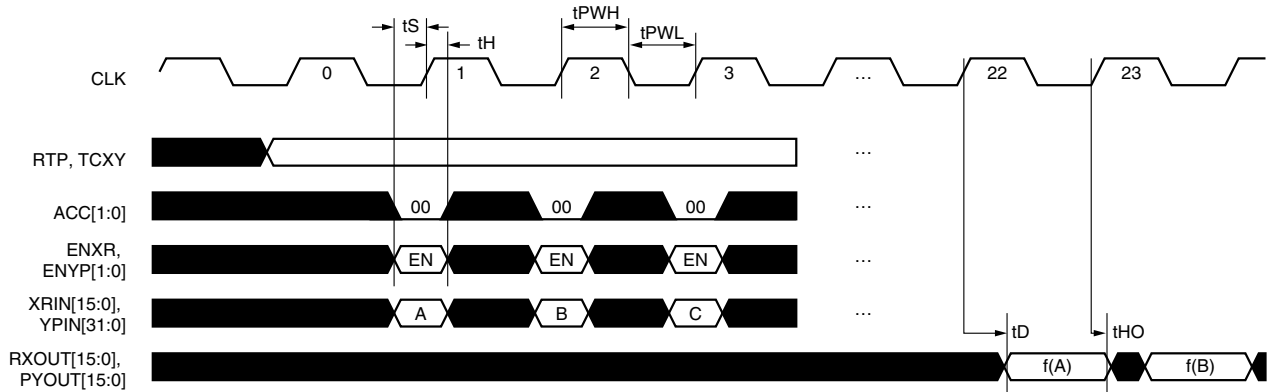 tPWH
tS
tPWL
tH
CLK 0 1 2 3 ... 22 23
RTP, TCXY ...
ACC[1:0] 00 00 00 ...
ENXR,
ENYP[1:0] EN EN EN ...
XRIN[15:0],
YPIN[31:0] A B C ...
tD tHO
RXOUT[15:0],
PYOUT[15:0] f(A) f(B)